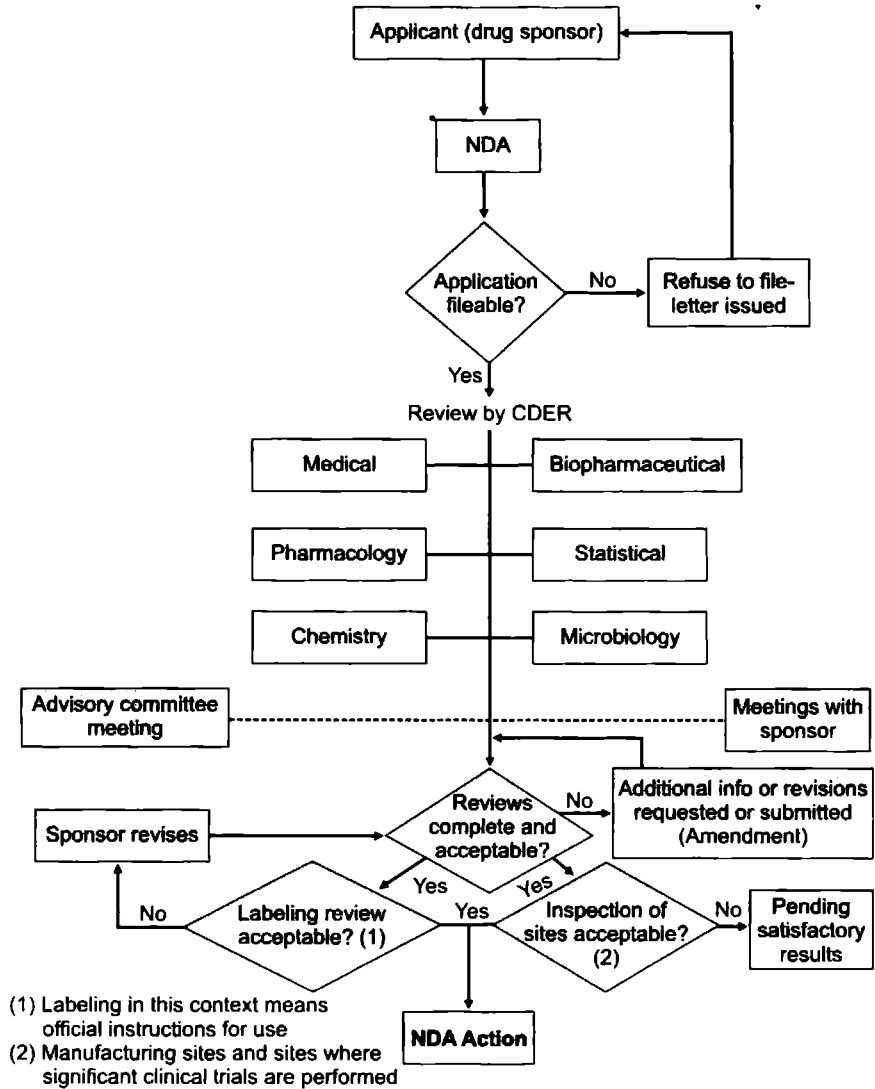 Applicant (drug sponsor)
NDA
Application
fileable?
No
Refuse to file-
letter issued
Yes
Review by CDER
Medical
Biopharmaceutical
Pharmacology
Statistical
Chemistry
Microbiology
Advisory committee
meeting
Meetings with
sponsor
Reviews
complete and
acceptable?
No
Additional info or revisions
requested or submitted
(Amendment)
Sponsor revises
Yes
Yes
No
Labeling review
acceptable? (1)
Yes
Inspection of
sites acceptable?
(2)
No
Pending
satisfactory
results
NDA Action
(1) Labeling in this context means
official instructions for use
(2) Manufacturing sites and sites where
significant clinical trials are performed